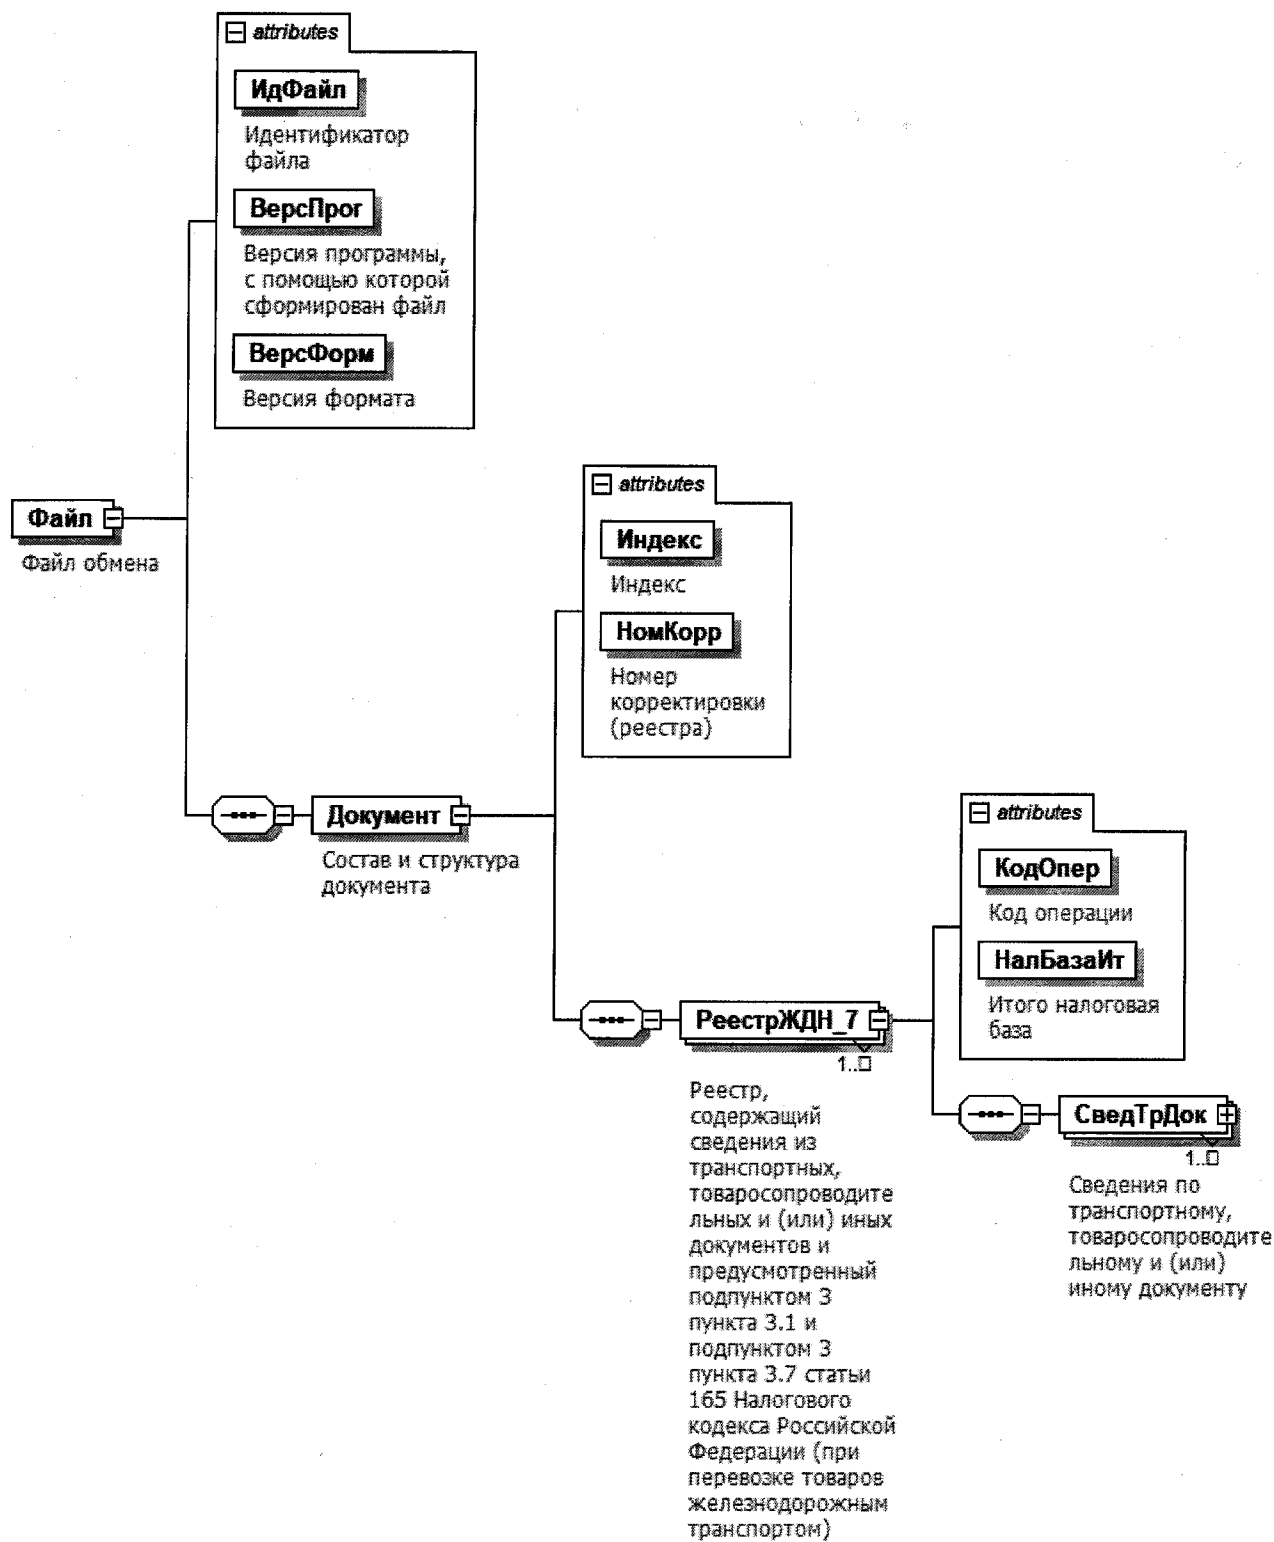 attributes
ИдФайл
Идентификатор
файла
ВерсПрог
Версия программы,
с помощью которой
сформирован файл
ВерсФорм
Версия формата
Файл
Файл обмена
attributes
Индекс
Индекс
НомКорр
Номер
корректировки
(реестра)
Документ
Состав и структура
документа
attributes
КодОпер
Код операции
НалБазаИт
Итого налоговая
база
РеестрЖДН_7
1..□
Реестр,
содержащий
сведения из
транспортных,
товаросопроводите
льных и (или) иных
документов и
предусмотренный
подпунктом 3
пункта 3.1 и
подпунктом 3
пункта 3.7 статьи
165 Налогового
кодекса Российской
Федерации (при
перевозке товаров
железнодорожным
транспортом)
СведТрДок
1..□
Сведения по
транспортному,
товаросопроводите
льному и (или)
иному документу